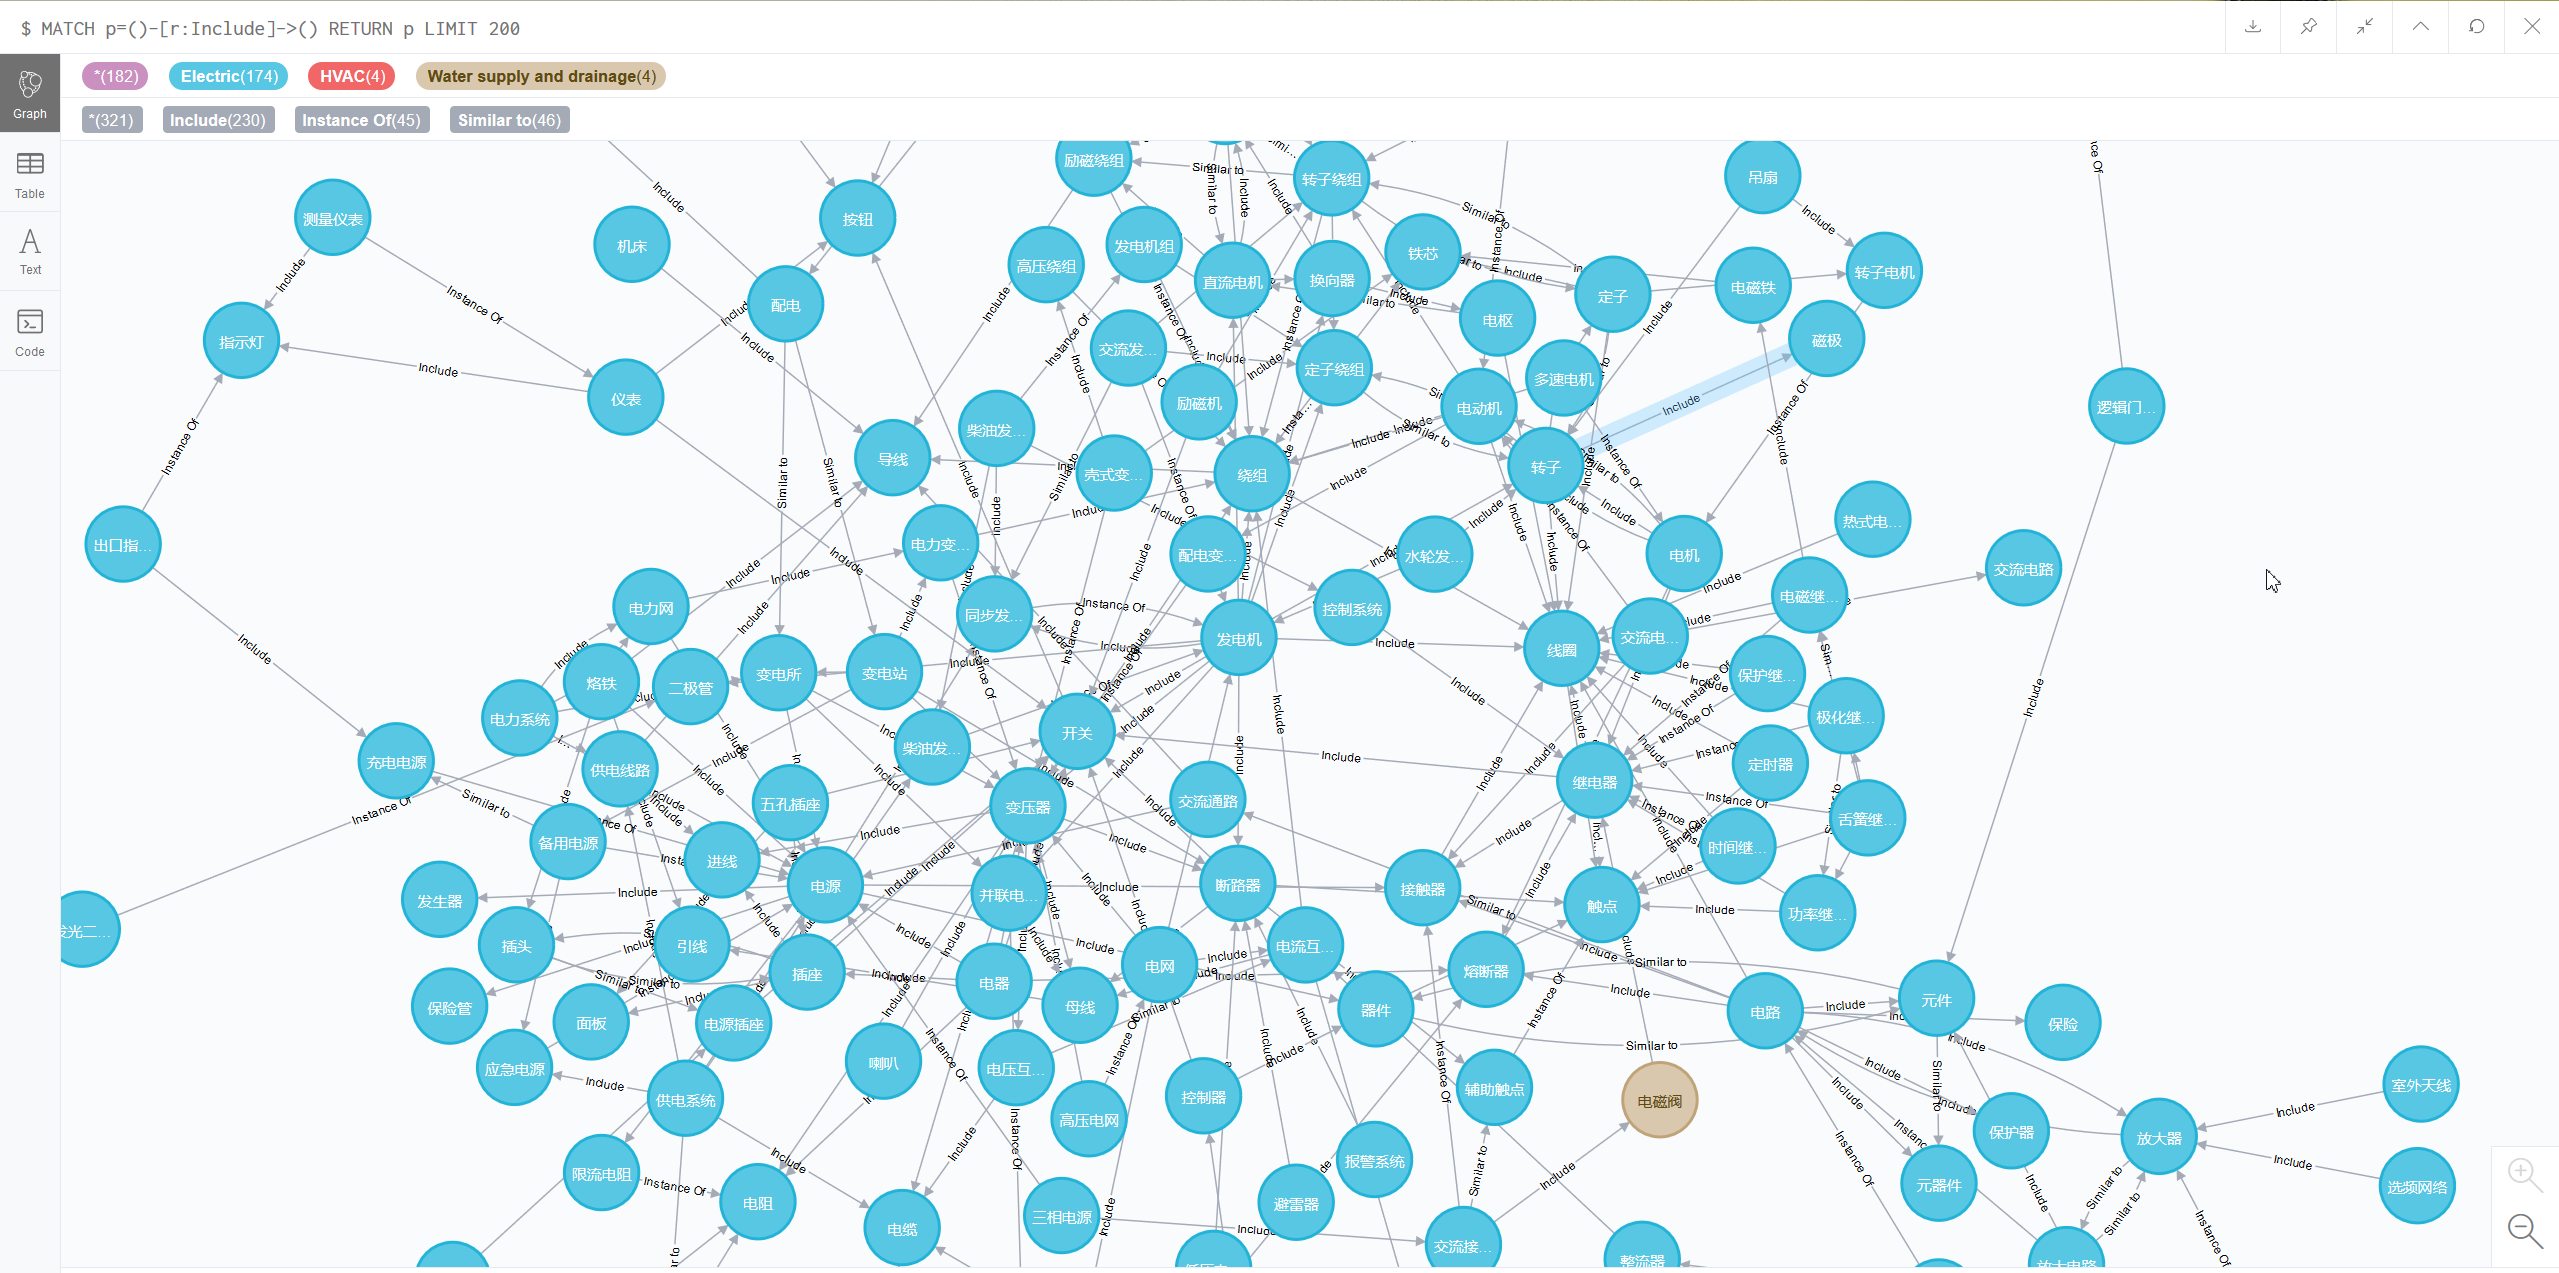 $ MATCH p=()-[r:Include]->() RETURN p LIMIT 200
*(182) Electric(174) HVAC(4) Water supply and drainage(4)
*(321) Include(230) Instance Of(45) Similar to(46)
Graph
Table
Text
Code
励磁绕组
转子绕组
吊扇
测量仪表
机床
按钮
发电机组
高压绕组
直流电机
换向器
铁芯
定子
电磁铁
转子电机
配电
电枢
指示灯
交流发...
定子绕组
磁极
仪表
励磁机
电动机
多速电机
逻辑门...
柴油发...
导线
壳式变...
绕组
转子
热式电...
出口指...
电力变...
配电变...
水轮发...
电机
交流电路
电力网
同步发...
发电机
控制系统
电磁继...
交流电...
线圈
烙铁
二极管
变电所
变电站
保护继...
电力系统
极化继...
开关
柴油发...
充电电源
供电线路
定时器
继电器
五孔插座
变压器
交流通路
舌簧继...
备用电源
进线
时间继...
电源
并联电...
断路器
接触器
触点
发生器
功率继...
插头
引线
电流互...
插座
电器
电网
熔断器
保险管
面板
电源插座
母线
器件
电路
元件
保险
应急电源
喇叭
电压互...
辅助触点
室外天线
供电系统
控制器
高压电网
电磁阀
保护器
放大器
限流电阻
报警系统
元器件
选频网络
电阻
电缆
三相电源
避雷器
交流接...
整流器
放大电路
Include
Instance Of
Similar to